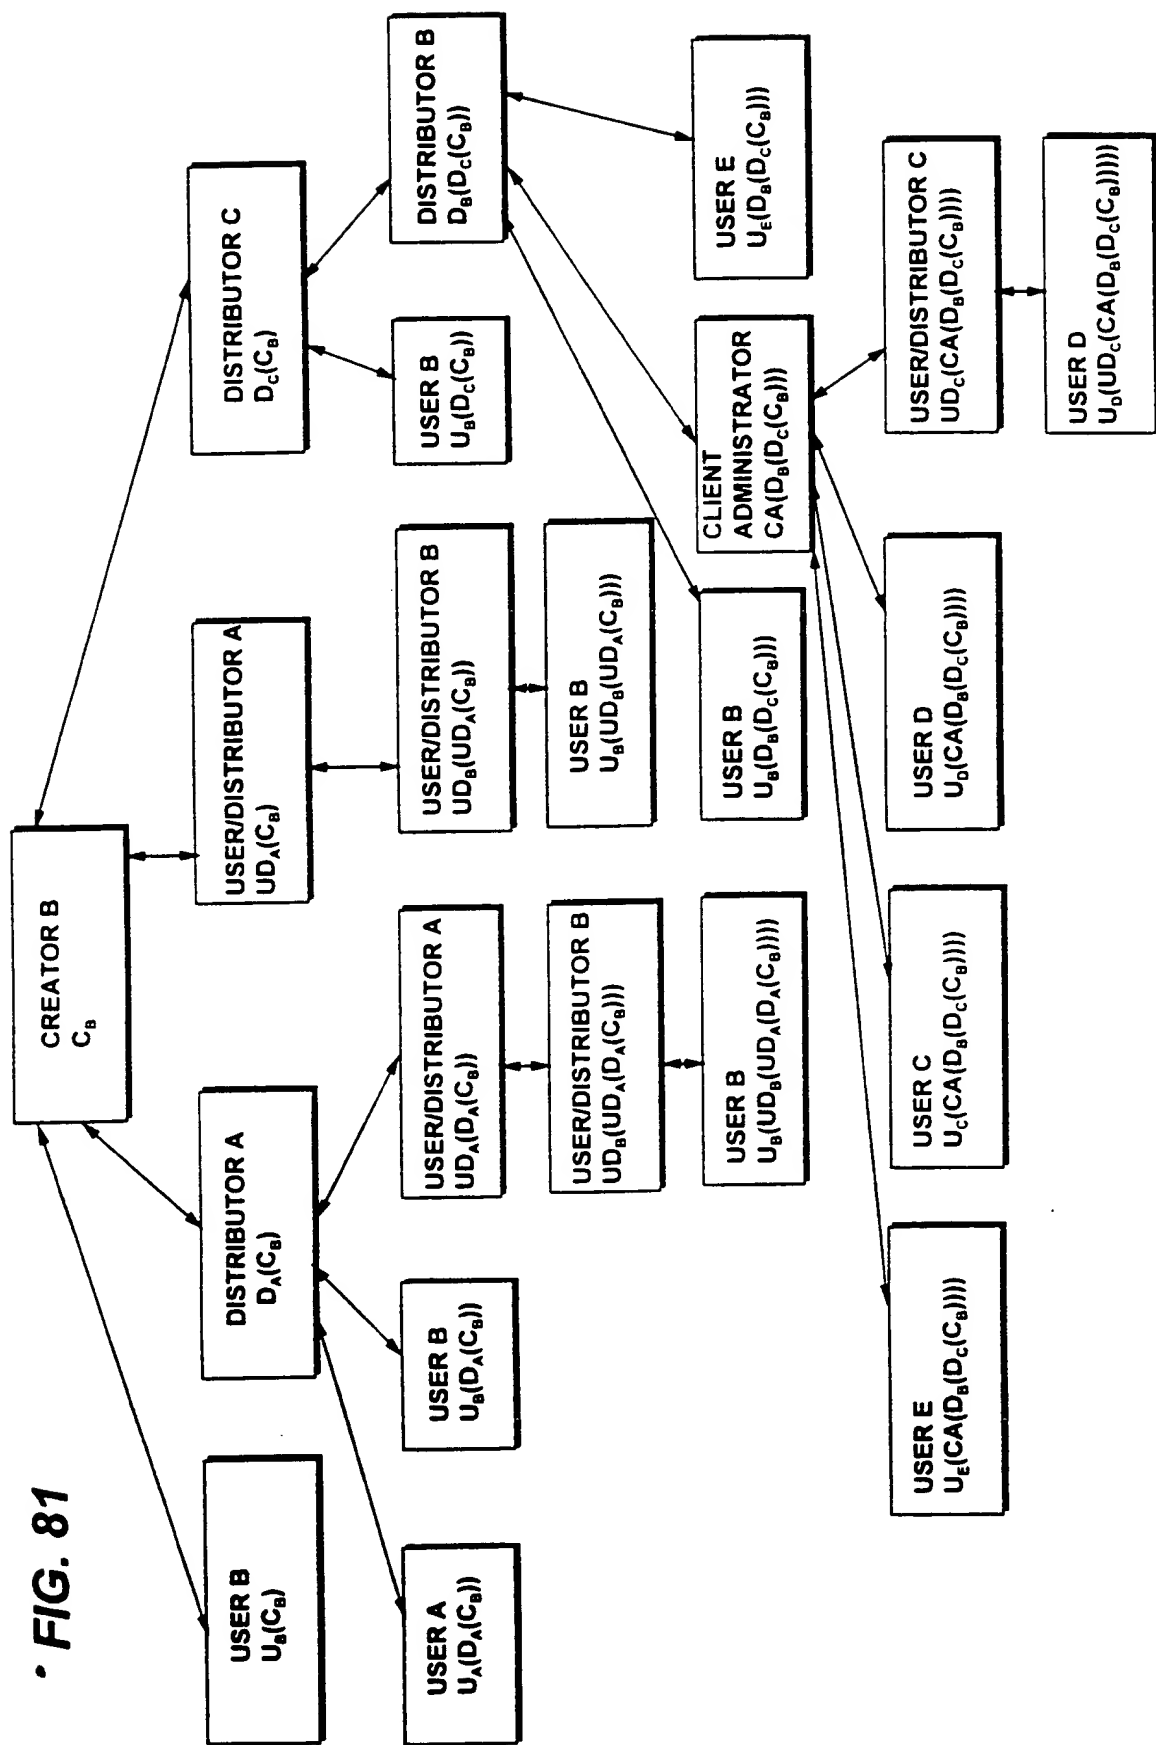 • FIG. 81
CREATOR B
C_B
USER B
U_B(C_B)
DISTRIBUTOR A
D_A(C_B)
USER/DISTRIBUTOR A
UD_A(C_B)
DISTRIBUTOR C
D_C(C_B)
USER A
U_A(D_A(C_B))
USER B
U_B(D_A(C_B))
USER/DISTRIBUTOR A
UD_A(D_A(C_B))
USER/DISTRIBUTOR B
UD_B(UD_A(C_B))
USER B
U_B(D_C(C_B))
DISTRIBUTOR B
D_B(D_C(C_B))
USER/DISTRIBUTOR B
UD_B(UD_A(D_A(C_B)))
USER B
U_B(UD_B(UD_A(C_B)))
USER B
U_B(UD_B(UD_A(D_A(C_B))))
USER B
U_B(D_B(D_C(C_B)))
CLIENT
ADMINISTRATOR
CA(D_B(D_C(C_B)))
USER E
U_E(D_B(D_C(C_B)))
USER E
U_E(CA(D_B(D_C(C_B))))
USER C
U_C(CA(D_B(D_C(C_B))))
USER D
U_D(CA(D_B(D_C(C_B)))))
USER/DISTRIBUTOR C
UD_C(CA(D_B(D_C(C_B))))
USER D
U_D(UD_C(CA(D_B(D_C(C_B)))))